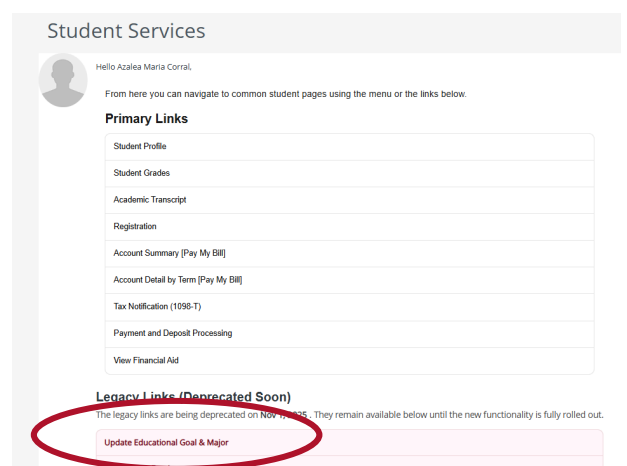 Student Services
Hello Azalea Maria Corral,
From here you can navigate to common student pages using the menu or the links below.
Primary Links
Student Profile
Student Grades
Academic Transcript
Registration
Account Summary [Pay My Bill]
Account Detail by Term [Pay My Bill]
Tax Notification (1098-T)
Payment and Deposit Processing
View Financial Aid
Legacy Links (Deprecated Soon)
The legacy links are being deprecated on Nov 1, 2025 . They remain available below until the new functionality is fully rolled out.
Update Educational Goal & Major